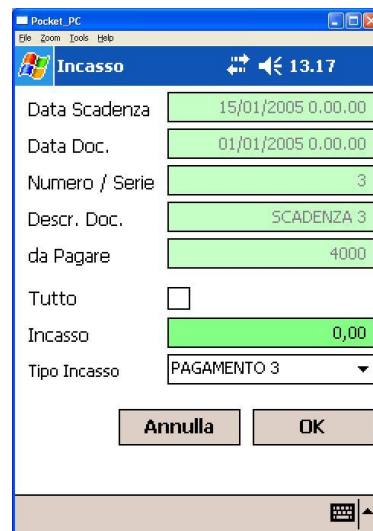 Pocket_PC
File Zoom Tools Help
Incasso 13.17
Data Scadenza 15/01/2005 0.00.00
Data Doc. 01/01/2005 0.00.00
Numero / Serie 3
Descr. Doc. SCADENZA 3
da Pagare 4000
Tutto
Incasso 0,00
Tipo Incasso PAGAMENTO 3
Annulla OK